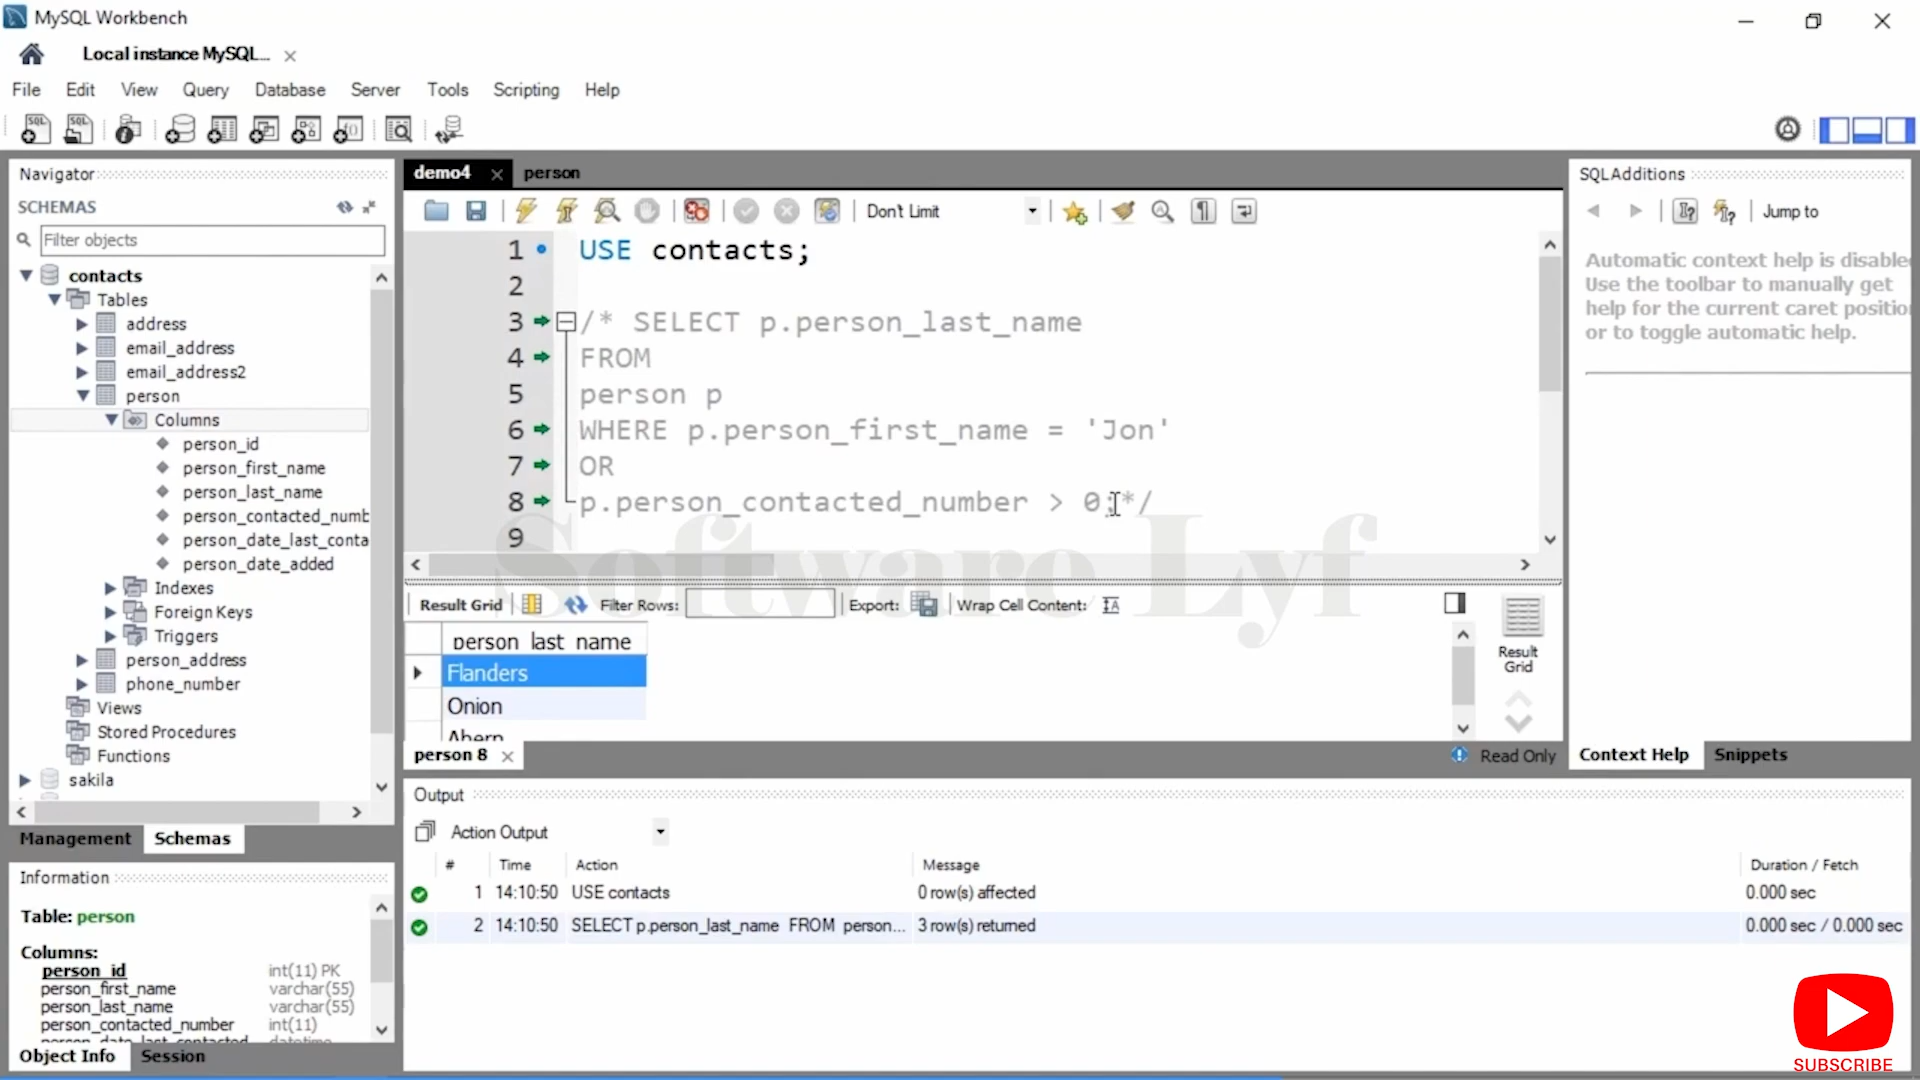 MySQL Workbench
Local instance MySQL...
File Edit View Query Database Server Tools Scripting Help
Navigator
SCHEMAS
Filter objects
contacts
Tables
address
email_address
email_address2
person
Columns
person_id
person_first_name
person_last_name
person_contacted_numb
person_date_last_conta
person_date_added
Indexes
Foreign Keys
Triggers
person_address
phone_number
Views
Stored Procedures
Functions
sakila
Management Schemas
Information
Table: person
Columns:
person_id int(11) PK
person_first_name varchar(55)
person_last_name varchar(55)
person_contacted_number int(11)
person_date_last_contacted datetime
Object Info Session
demo4 person
Don't Limit
1 USE contacts;
2
3 /* SELECT p.person_last_name
4 FROM
5 person p
6 WHERE p.person_first_name = 'Jon'
7 OR
8 p.person_contacted_number > 0;*/
9
Software Lyf
Result Grid Filter Rows: Export: Wrap Cell Content:
person_last_name
Flanders
Onion
Ahern
Result
Grid
person 8 Read Only
Output
Action Output
# Time Action Message Duration / Fetch
1 14:10:50 USE contacts 0 row(s) affected 0.000 sec
2 14:10:50 SELECT p.person_last_name FROM person... 3 row(s) returned 0.000 sec / 0.000 sec
SQLAdditions
Jump to
Automatic context help is disable
Use the toolbar to manually get
help for the current caret positio
or to toggle automatic help.
Context Help Snippets
SUBSCRIBE